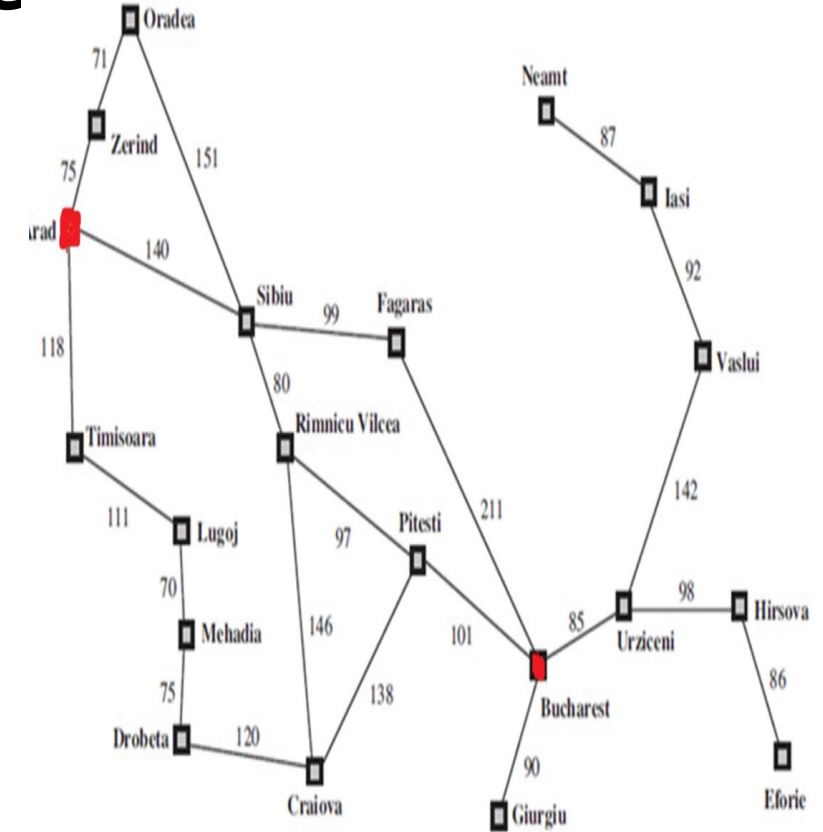 Oradea
71
Neamt
87
Zerind
151
75
Iasi
Arad
140
92
Sibiu
99
Fagaras
118
80
Vaslui
Rimnicu Vilcea
Timisoara
142
211
111
Lugoj
97
Pitesti
70
98
Hirsova
146
101
85
Urziceni
Mehadia
86
75
138
Bucharest
Drobeta
120
90
Eforie
Craiova
Giurgiu